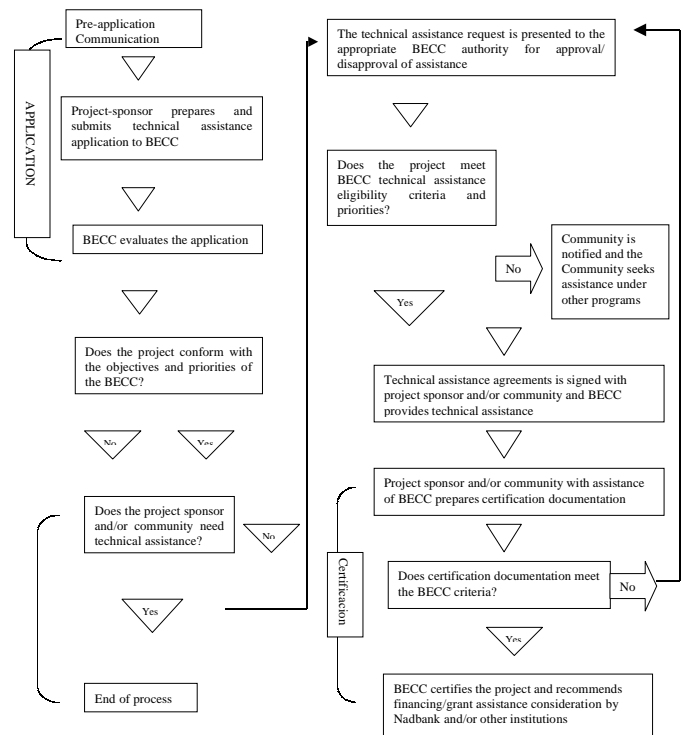 Pre-application
Communication
APPLICATION
Project-sponsor prepares and
submits technical assistance
application to BECC
BECC evaluates the application
Does the project conform with
the objectives and priorities of
the BECC?
No
Yes
Does the project sponsor
and/or community need
technical assistance?
No
Yes
End of process
The technical assistance request is presented to the
appropriate BECC authority for approval/
disapproval of assistance
Does the project meet
BECC technical assistance
eligibility criteria and
priorities?
No
Community is
notified and the
Community seeks
assistance under
other programs
Yes
Technical assistance agreements is signed with
project sponsor and/or community and BECC
provides technical assistance
Project sponsor and/or community with assistance
of BECC prepares certification documentation
Certificacion
Does certification documentation meet
the BECC criteria?
No
Yes
BECC certifies the project and recommends
financing/grant assistance consideration by
Nadbank and/or other institutions